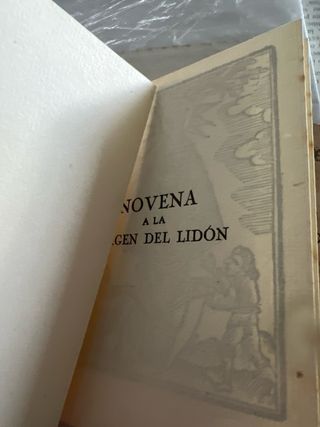 NOVENA
A LA
.GEN DEL LIDÓN